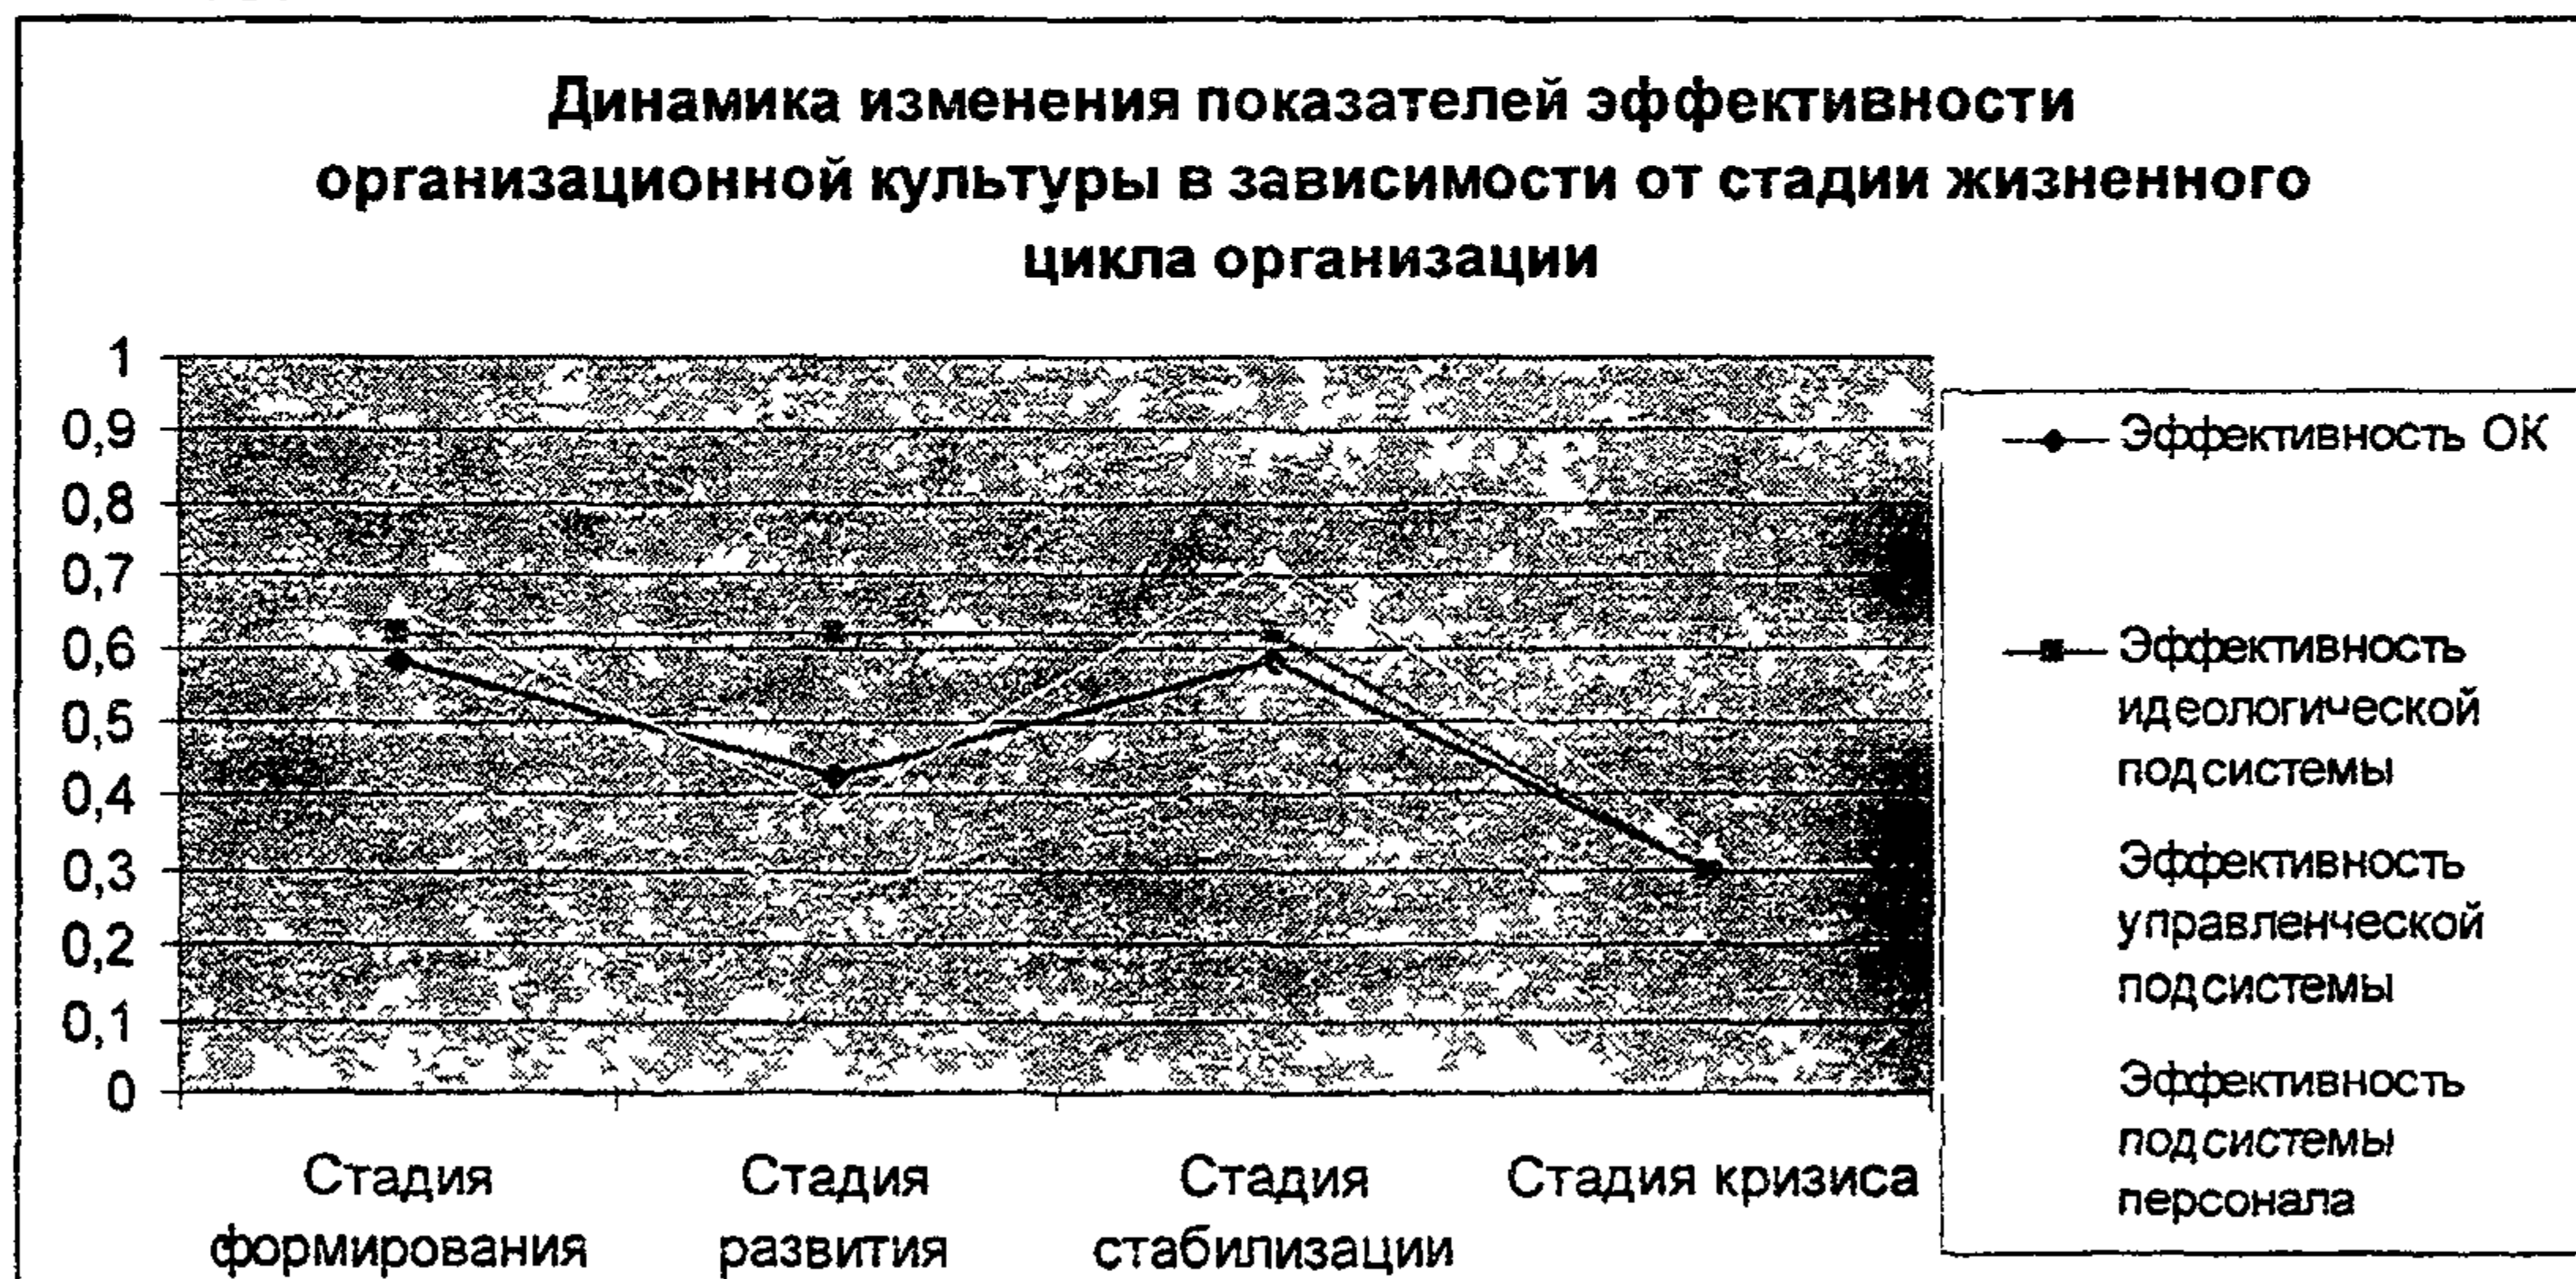 Динамика изменения показателей эффективности
организационной культуры в зависимости от стадии жизненного
цикла организации
1
0,9
0,8
0,7
0,6
0,5
0,4
0,3
0,2
0,1
0
Стадия
формирования
Стадия
развития
Стадия
стабилизации
Стадия кризиса
Эффективность ОК
Эффективность
идеологической
подсистемы
Эффективность
управленческой
подсистемы
Эффективность
подсистемы
персонала